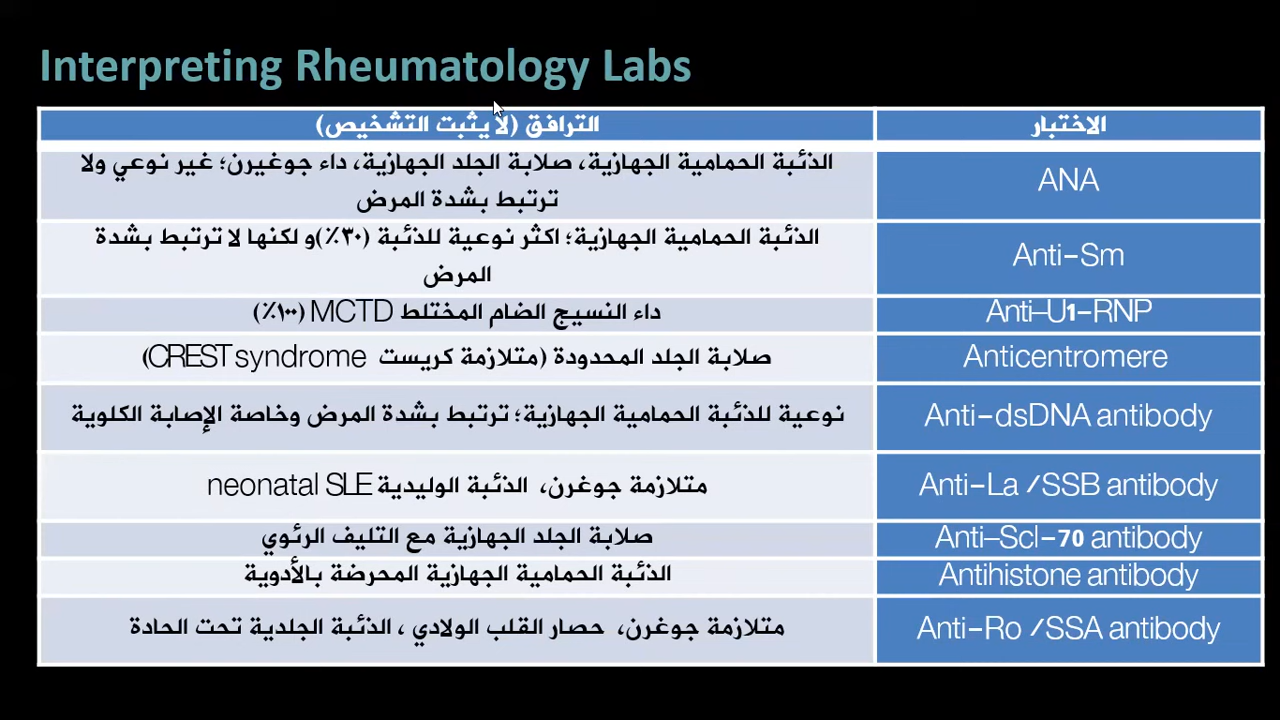 Interpreting Rheumatology Labs
الاختبار
الترافق (لا يثبت التشخيص)
ANA
الذئبة الحمامية الجهازية، صلابة الجلد الجهازية، داء جوغيرن؛ غير نوعي ولا
ترتبط بشدة المرض
Anti-Sm
الذئبة الحمامية الجهازية؛ اكثر نوعية للذئبة (٣٠٪)و لكنها لا ترتبط بشدة
المرض
Anti-U1-RNP
داء النسيج الضام المختلط MCTD (١٠٠٪)
Anticentromere
صلابة الجلد المحدودة (متلازمة كريست CREST syndrome)
Anti-dsDNA antibody
نوعية للذئبة الحمامية الجهازية؛ ترتبط بشدة المرض وخاصة الإصابة الكلوية
Anti-La /SSB antibody
متلازمة جوغرن، الذئبة الوليدية neonatal SLE
Anti-Scl-70 antibody
صلابة الجلد الجهازية مع التليف الرئوي
Antihistone antibody
الذئبة الحمامية الجهازية المحرضة بالأدوية
Anti-Ro /SSA antibody
متلازمة جوغرن، حصار القلب الولادي ، الذئبة الجلدية تحت الحادة